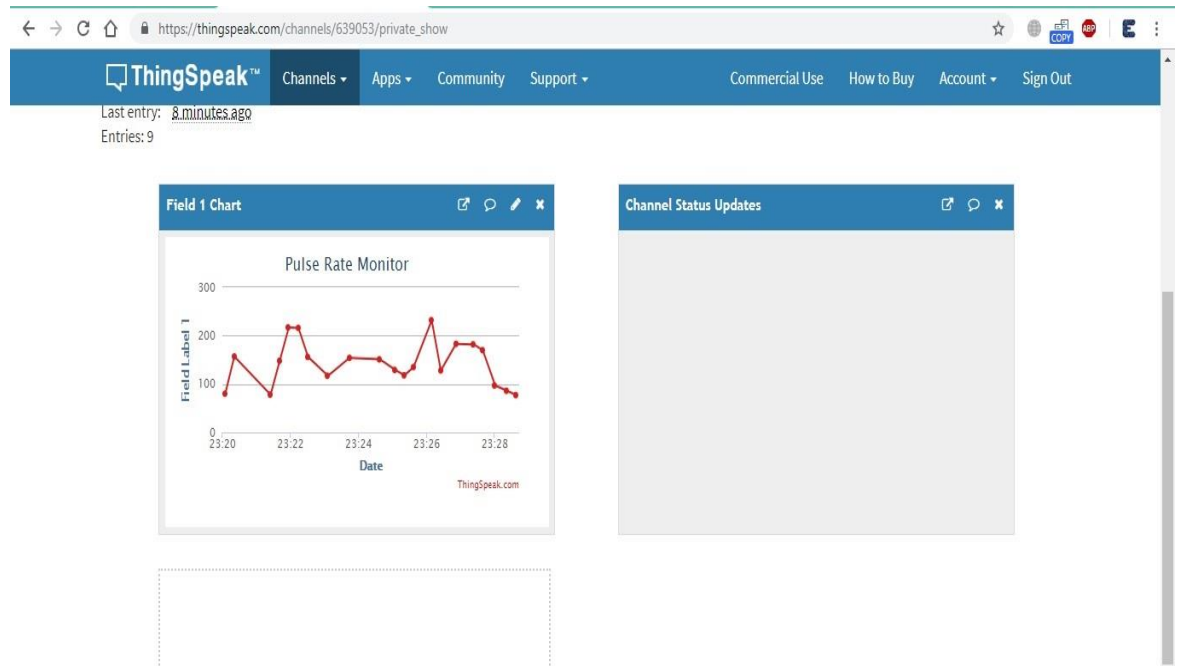 https://thingspeak.com/channels/639053/private_show
COPY
ABP
E
ThingSpeak™ Channels Apps Community Support Commercial Use How to Buy Account Sign Out
Last entry: 8 minutes ago
Entries: 9
Field 1 Chart
Channel Status Updates
Pulse Rate Monitor
Field Label 1
300
200
100
0
23:20 23:22 23:24 23:26 23:28
Date
ThingSpeak.com